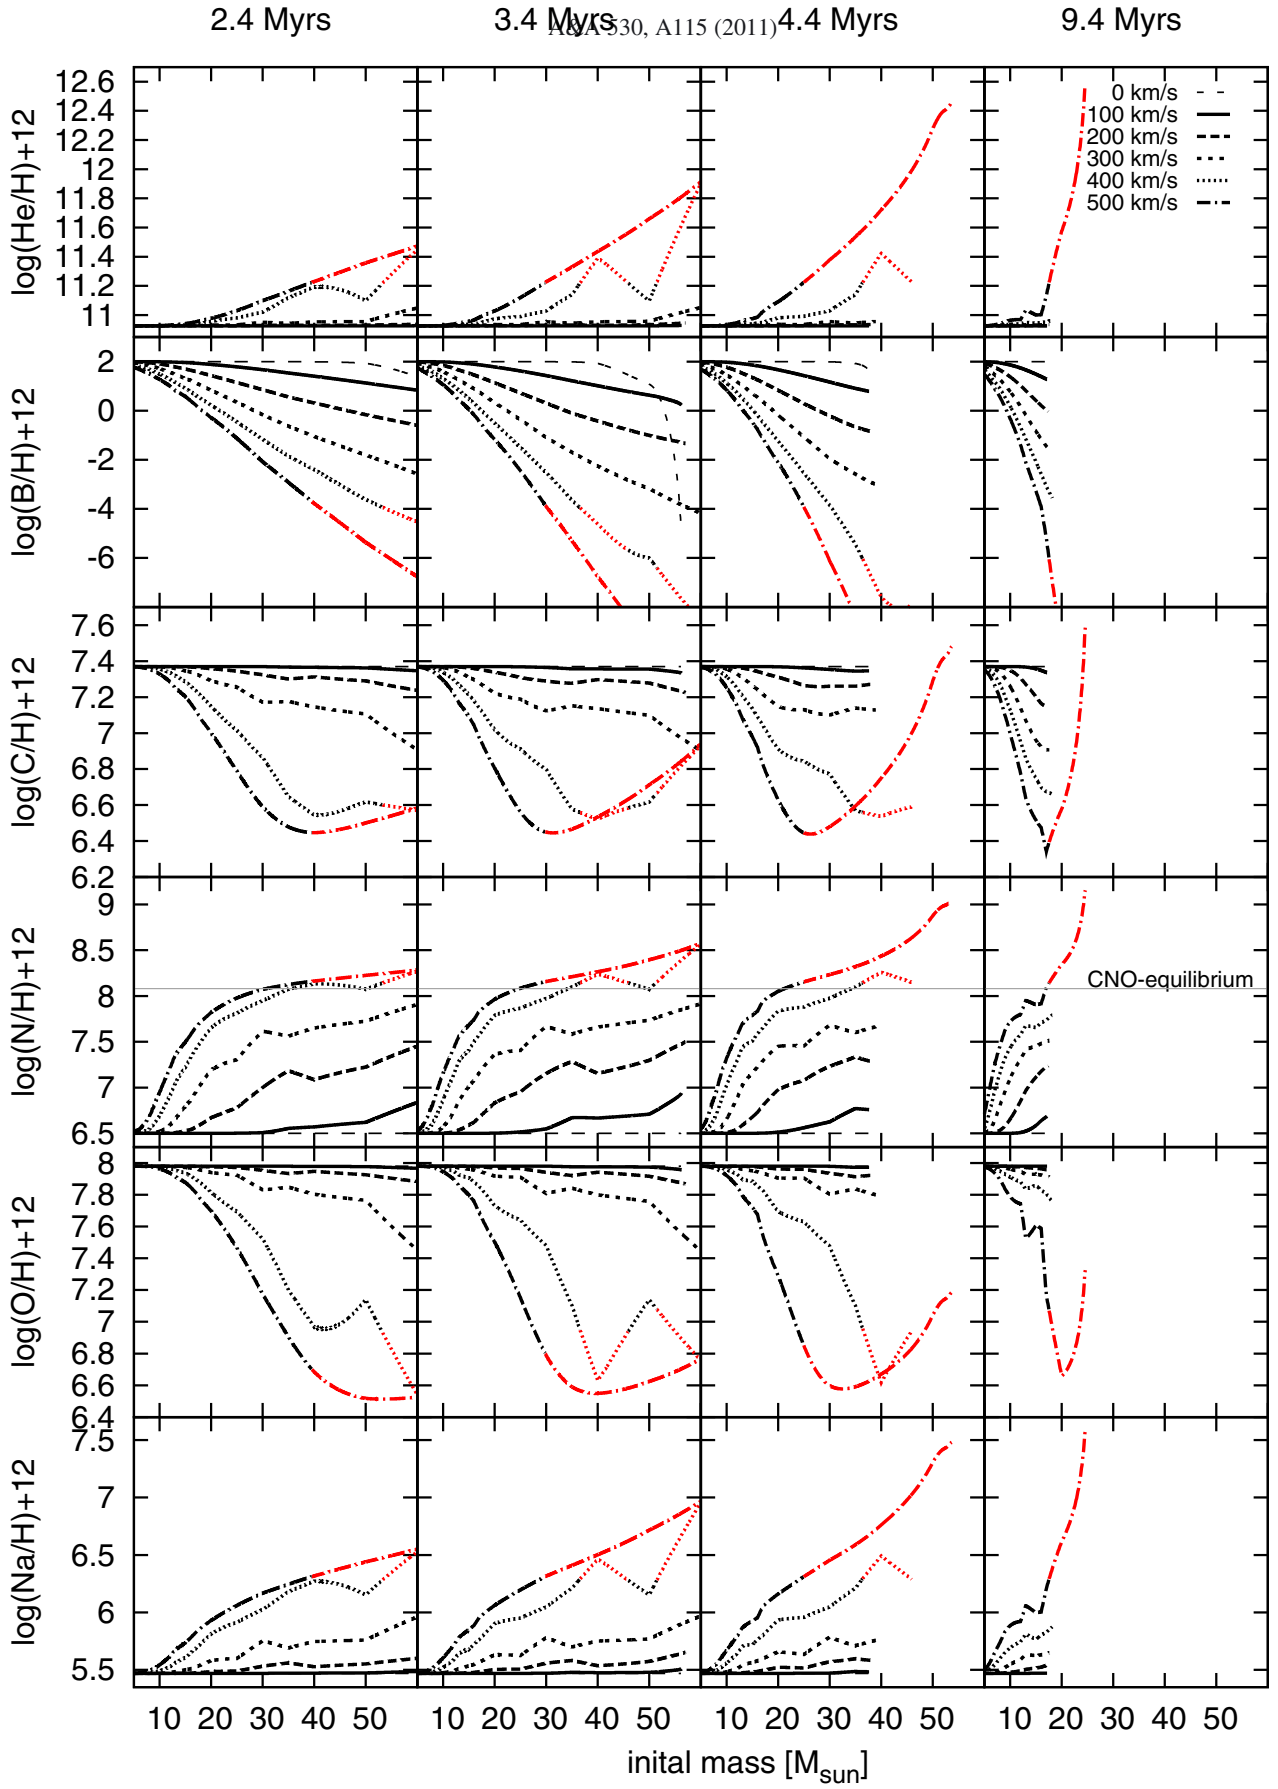 2.4 Myrs 3.4 Myrs 4.4 Myrs 9.4 Myrs
A&A 530, A115 (2011)
log(He/H)+12
12.6
12.4
12.2
12
11.8
11.6
11.4
11.2
11
0 km/s
100 km/s
200 km/s
300 km/s
400 km/s
500 km/s
log(B/H)+12
2
0
-2
-4
-6
log(C/H)+12
7.6
7.4
7.2
7
6.8
6.6
6.4
6.2
log(N/H)+12
9
8.5
8
7.5
7
6.5
CNO-equilibrium
log(O/H)+12
8
7.8
7.6
7.4
7.2
7
6.8
6.6
6.4
log(Na/H)+12
7.5
7
6.5
6
5.5
10 20 30 40 50 10 20 30 40 50 10 20 30 40 50 10 20 30 40 50
inital mass [M_sun]